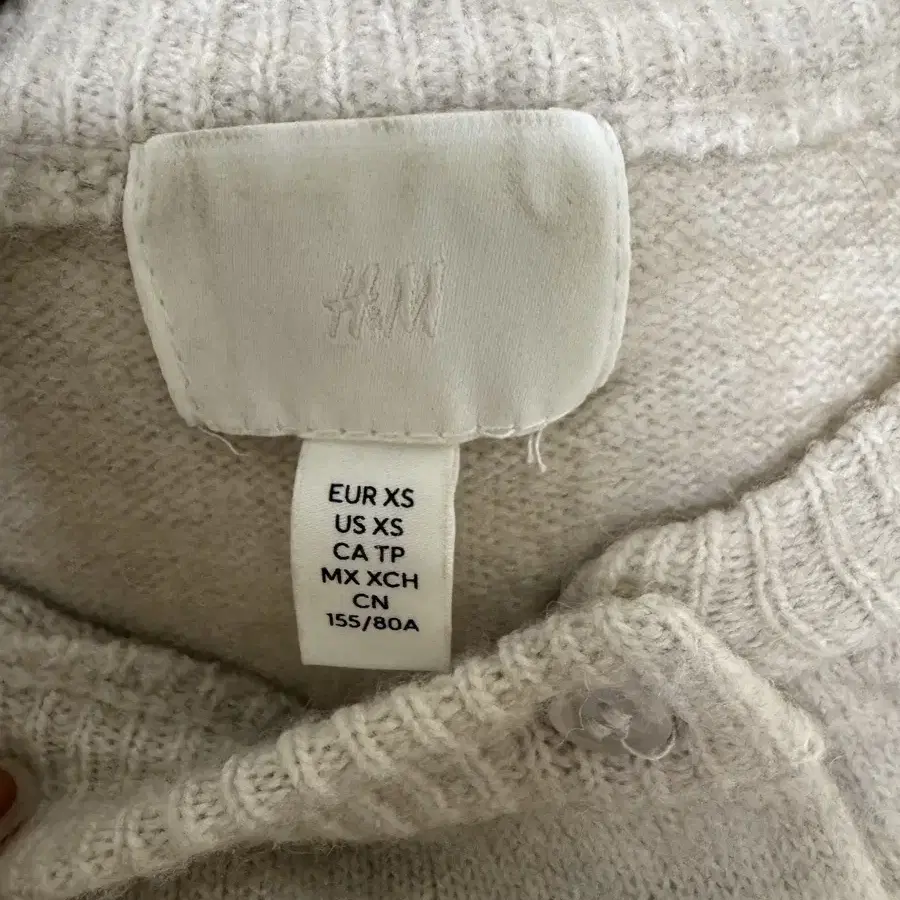 H&M
EUR XS
US XS
CA TP
MX XCH
CN
155/80A